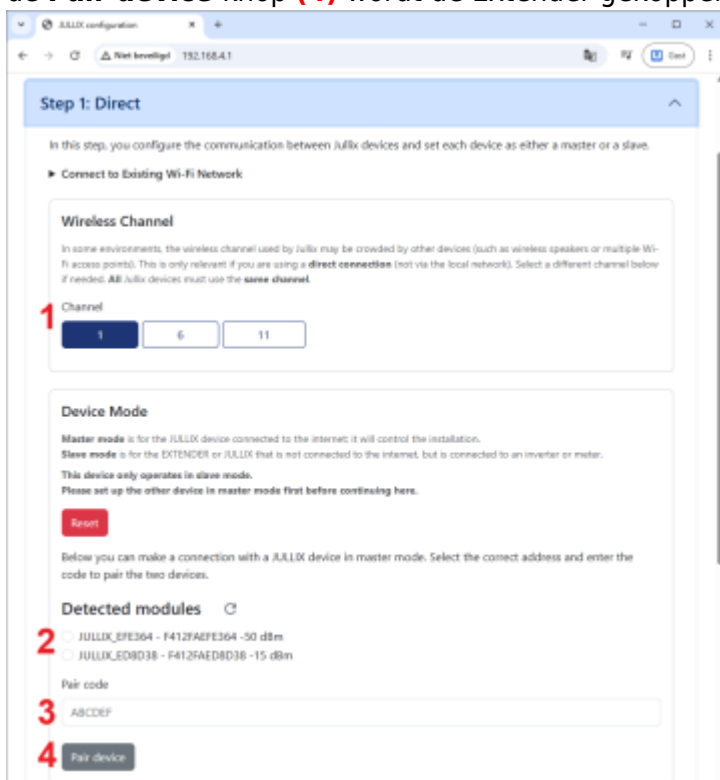 de Pair device knop (4) wordt de Extender gekoppel
JULLIX configuration
Niet beveiligd 192.168.4.1
Gast
Step 1: Direct
In this step, you configure the communication between Jullix devices and set each device as either a master or a slave.
Connect to Existing Wi-Fi Network
Wireless Channel
In some environments, the wireless channel used by Jullix may be crowded by other devices (such as wireless speakers or multiple Wi-
Fi access points). This is only relevant if you are using a direct connection (not via the local network). Select a different channel below
if needed. All Jullix devices must use the same channel.
Channel
1
1 6 11
Device Mode
Master mode is for the JULLIX device connected to the internet; it will control the installation.
Slave mode is for the EXTENDER or JULLIX that is not connected to the internet, but is connected to an inverter or meter.
This device only operates in slave mode.
Please set up the other device in master mode first before continuing here.
Reset
Below you can make a connection with a JULLIX device in master mode. Select the correct address and enter the
code to pair the two devices.
Detected modules
2
JULLIX_EFE364 - F412FAEFE364 -50 dBm
JULLIX_ED8D38 - F412FAED8D38 -15 dBm
Pair code
3 ABCDEF
4 Pair device